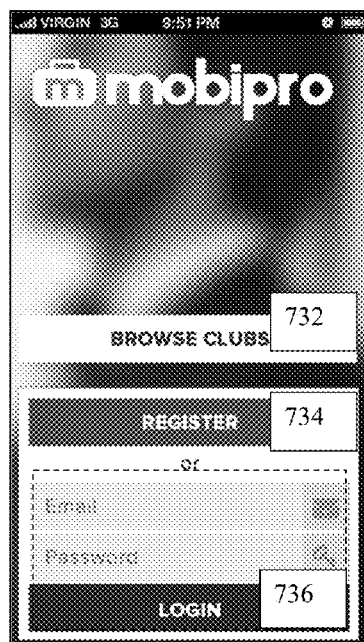 VIRGIN 3G 9:51 PM
mobipro
732
BROWSE CLUBS
734
REGISTER
or
Email
Password
736
LOGIN